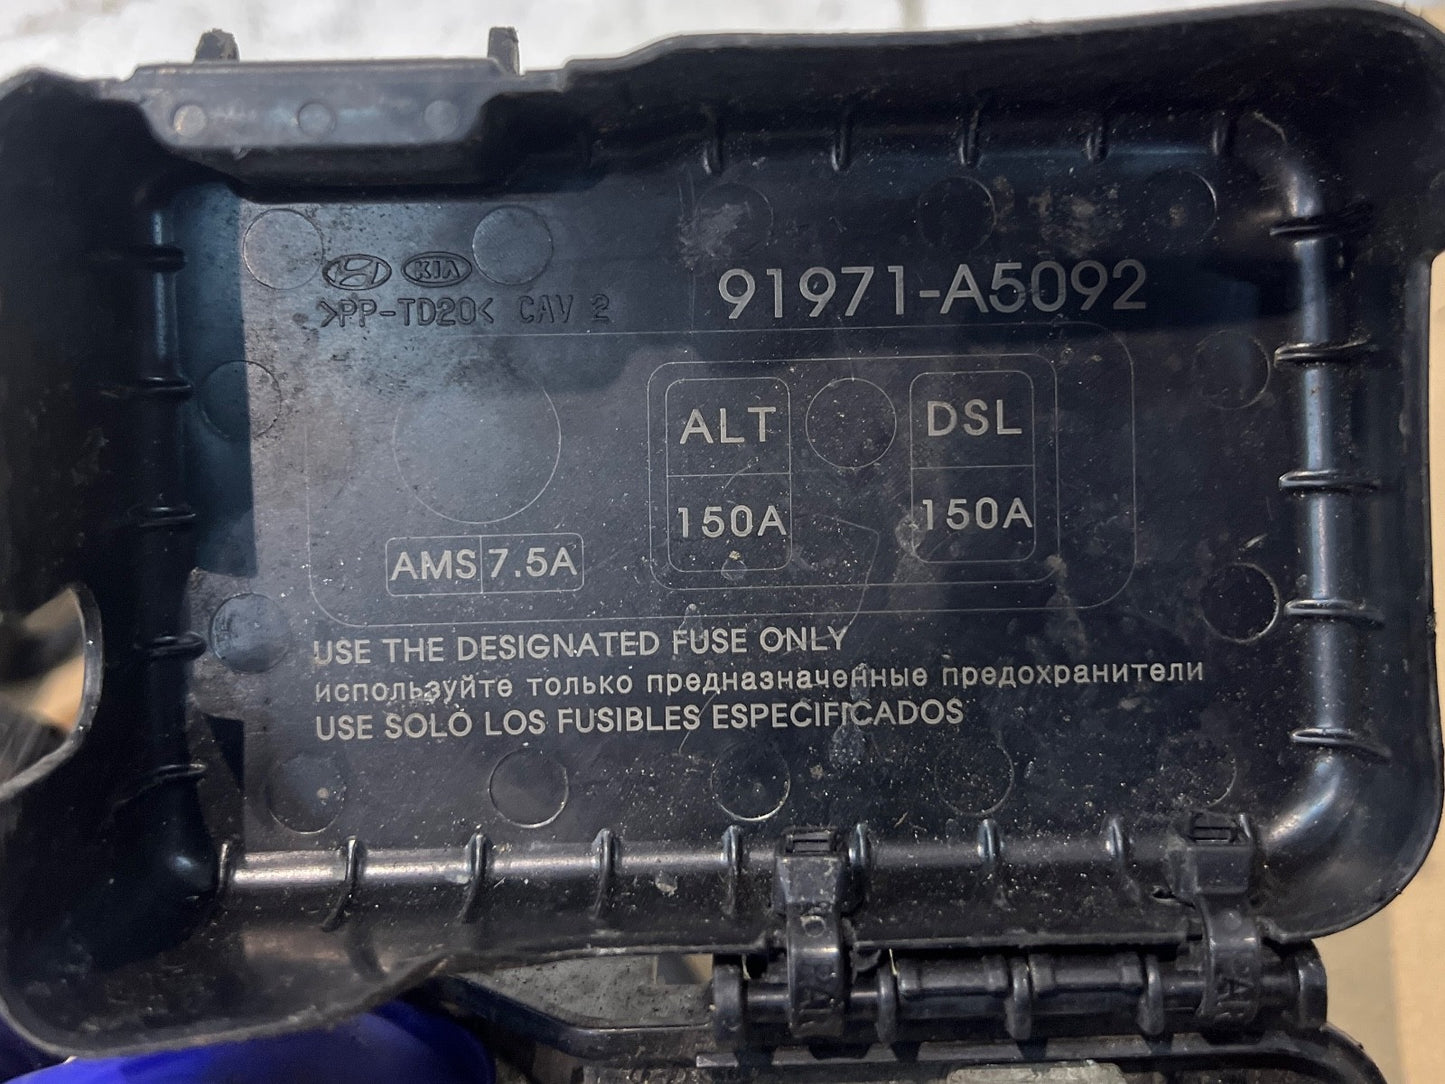 KIA
>PP-TD20< CAV 2
91971-A5092
ALT
150A
DSL
150A
AMS 7.5A
USE THE DESIGNATED FUSE ONLY
используйте только предназначенные предохранители
USE SOLO LOS FUSIBLES ESPECIFICADOS